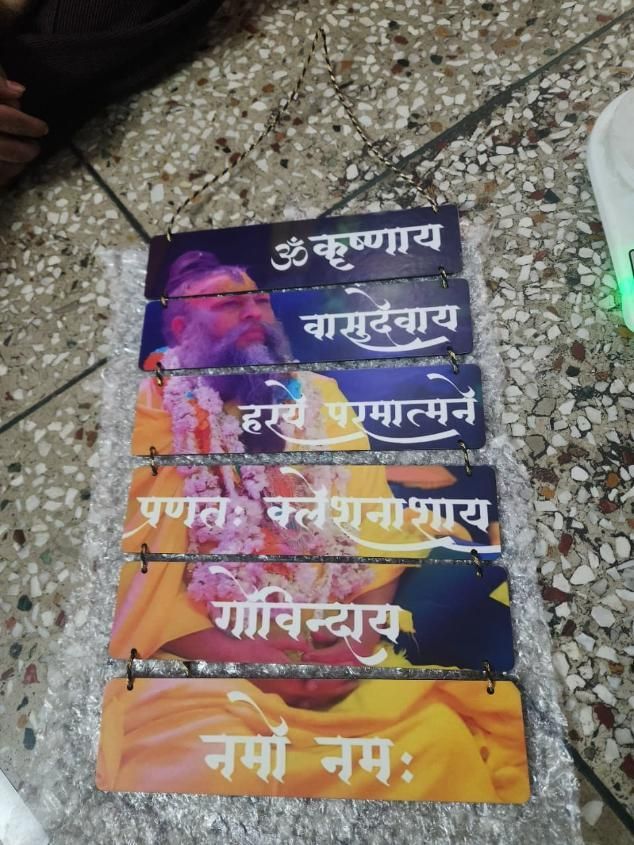 ॐ कृष्णाय
वासुदेवाय
हरये परमात्मने
प्रणतः क्लेशनाशाय
गोविन्दाय
नमो नमः